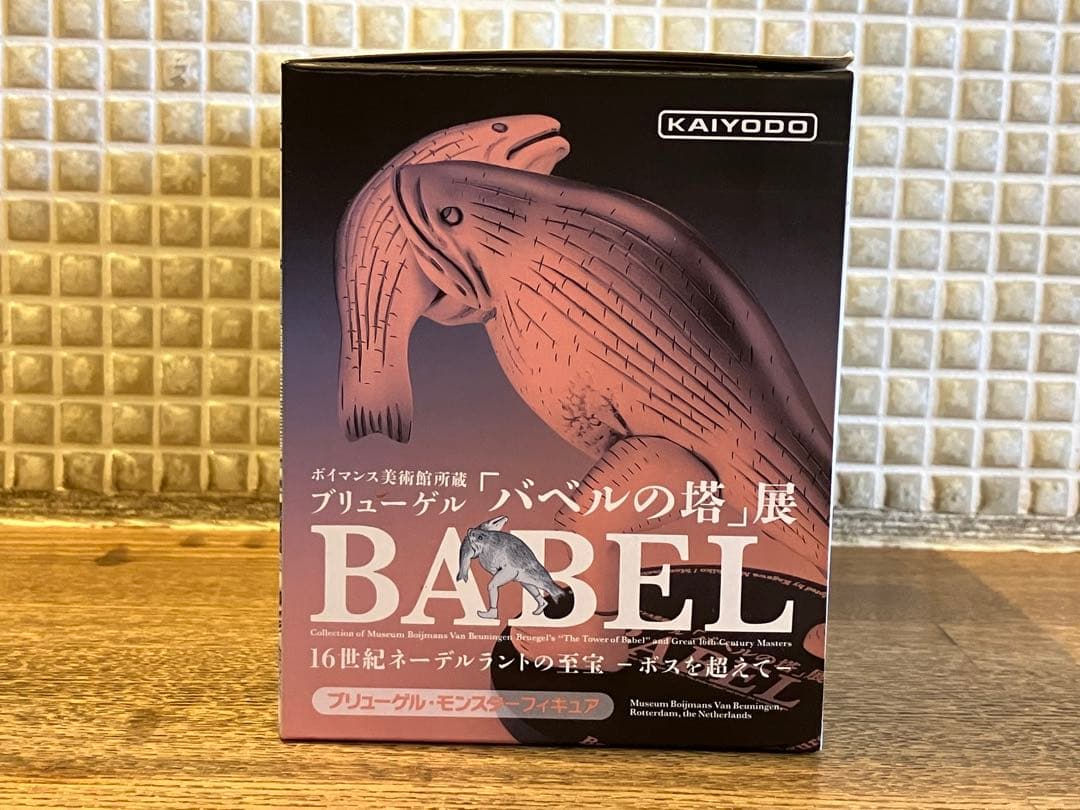 KAIYODO
ボイマンス美術館所蔵
ブリューゲル「バベルの塔」展
BABEL
Collection of Museum Boijmans Van Beuningen Bruegel's "The Tower of Babel" and Great 16th Century Masters
16世紀ネーデルラントの至宝 －ボスを超えて－
ブリューゲル・モンスターフィギュア
Museum Boijmans Van Beuningen,
Rotterdam, the Netherlands